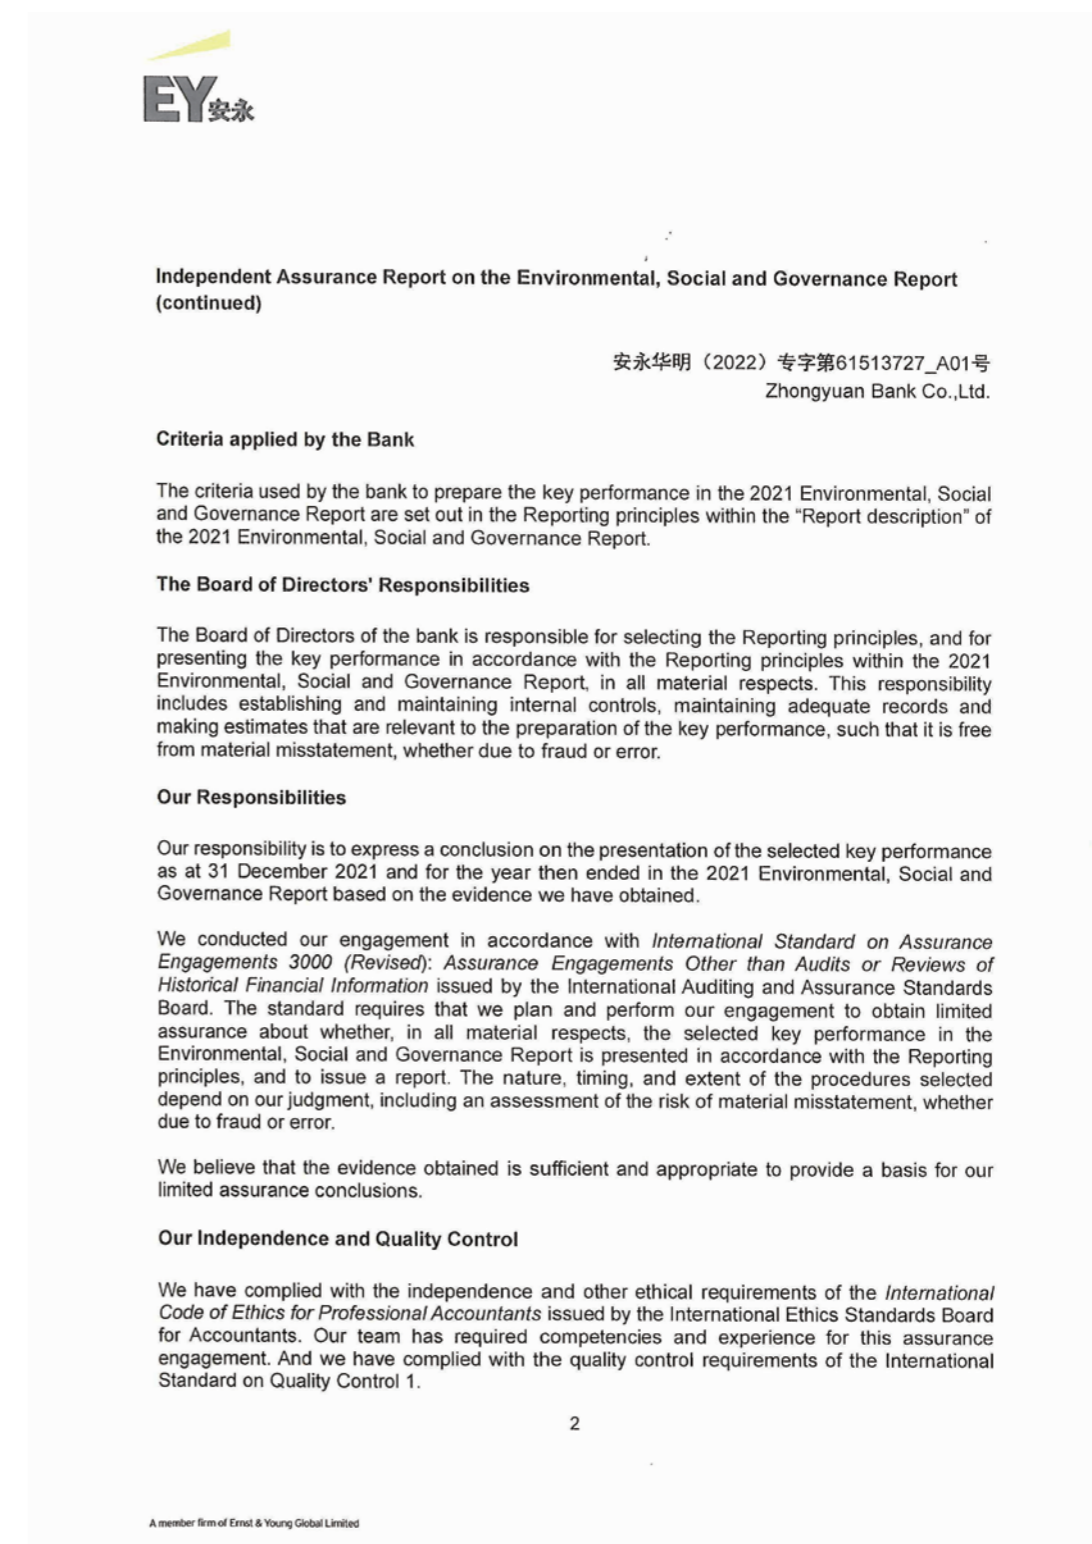 EY安永
Independent Assurance Report on the Environmental, Social and Governance Report
(continued)
安永华明（2022）专字第61513727_A01号
Zhongyuan Bank Co.,Ltd.
Criteria applied by the Bank
The criteria used by the bank to prepare the key performance in the 2021 Environmental, Social
and Governance Report are set out in the Reporting principles within the “Report description” of
the 2021 Environmental, Social and Governance Report.
The Board of Directors' Responsibilities
The Board of Directors of the bank is responsible for selecting the Reporting principles, and for
presenting the key performance in accordance with the Reporting principles within the 2021
Environmental, Social and Governance Report, in all material respects. This responsibility
includes establishing and maintaining internal controls, maintaining adequate records and
making estimates that are relevant to the preparation of the key performance, such that it is free
from material misstatement, whether due to fraud or error.
Our Responsibilities
Our responsibility is to express a conclusion on the presentation of the selected key performance
as at 31 December 2021 and for the year then ended in the 2021 Environmental, Social and
Governance Report based on the evidence we have obtained.
We conducted our engagement in accordance with International Standard on Assurance
Engagements 3000 (Revised): Assurance Engagements Other than Audits or Reviews of
Historical Financial Information issued by the International Auditing and Assurance Standards
Board. The standard requires that we plan and perform our engagement to obtain limited
assurance about whether, in all material respects, the selected key performance in the
Environmental, Social and Governance Report is presented in accordance with the Reporting
principles, and to issue a report. The nature, timing, and extent of the procedures selected
depend on our judgment, including an assessment of the risk of material misstatement, whether
due to fraud or error.
We believe that the evidence obtained is sufficient and appropriate to provide a basis for our
limited assurance conclusions.
Our Independence and Quality Control
We have complied with the independence and other ethical requirements of the International
Code of Ethics for Professional Accountants issued by the International Ethics Standards Board
for Accountants. Our team has required competencies and experience for this assurance
engagement. And we have complied with the quality control requirements of the International
Standard on Quality Control 1.
2
A member firm of Ernst & Young Global Limited